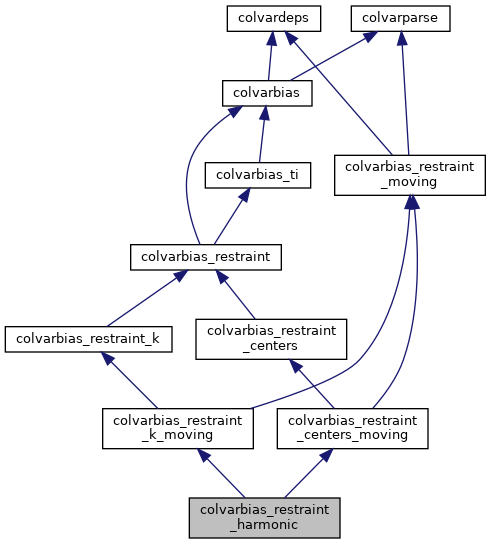 colvardeps
colvarparse
colvarbias
colvarbias_ti
colvarbias_restraint
_moving
colvarbias_restraint
colvarbias_restraint_k
colvarbias_restraint
_centers
colvarbias_restraint
_k_moving
colvarbias_restraint
_centers_moving
colvarbias_restraint
_harmonic